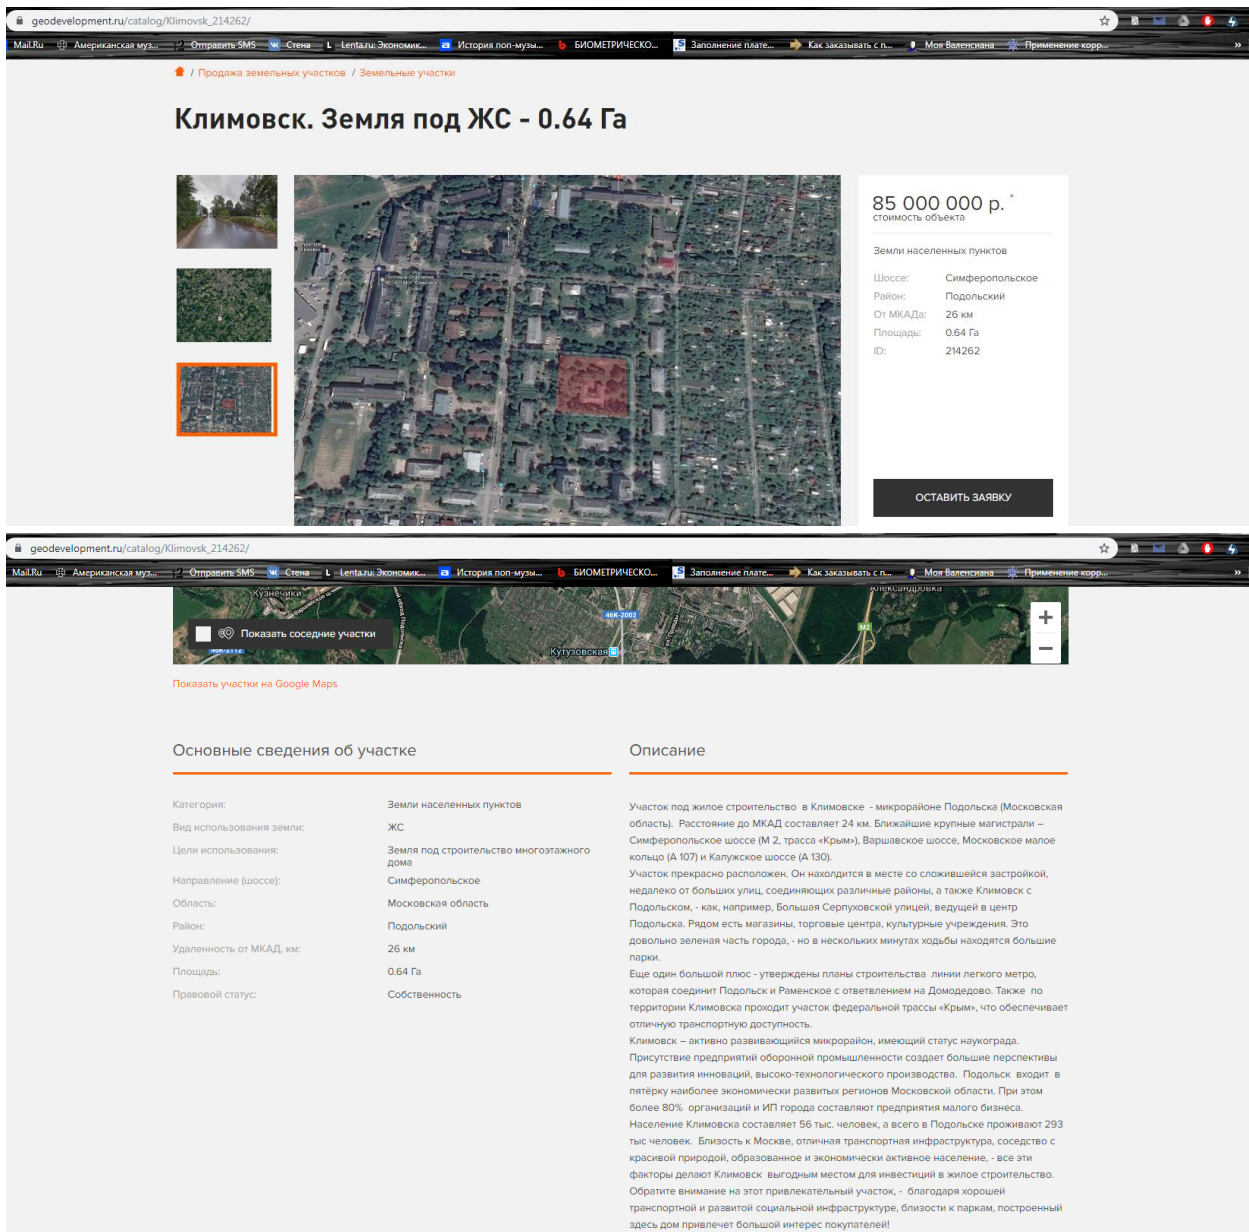 geodevelopment.ru/catalog/Klimovsk_214262/
Mail.Ru Американская муз... Отправить SMS Стена Lenta.ru: Экономик... История поп-музы... БИОМЕТРИЧЕСКО... Заполнение плате... Как заказывать с п... Моя Валенсиана Применение корр... »
/ Продажа земельных участков / Земельные участки
Климовск. Земля под ЖС - 0.64 Га
85 000 000 р. *
стоимость объекта
Земли населенных пунктов
Шоссе: Симферопольское
Район: Подольский
От МКАДа: 26 км
Площадь: 0.64 Га
ID: 214262
ОСТАВИТЬ ЗАЯВКУ
geodevelopment.ru/catalog/Klimovsk_214262/
Mail.Ru Американская муз... Отправить SMS Стена Lenta.ru: Экономик... История поп-музы... БИОМЕТРИЧЕСКО... Заполнение плате... Как заказывать с п... Моя Валенсиана Применение корр... »
Кузнечики
Александровка
46К-2002
М2
Показать соседние участки
46К-2112
Кутузовская
+
−
Показать участки на Google Maps
Основные сведения об участке
Категория: Земли населенных пунктов
Вид использования земли: ЖС
Цели использования: Земля под строительство многоэтажного
дома
Направление (шоссе): Симферопольское
Область: Московская область
Район: Подольский
Удаленность от МКАД, км: 26 км
Площадь: 0.64 Га
Правовой статус: Собственность
Описание
Участок под жилое строительство в Климовске - микрорайоне Подольска (Московская
область). Расстояние до МКАД составляет 24 км. Ближайшие крупные магистрали –
Симферопольское шоссе (М 2, трасса «Крым»), Варшавское шоссе, Московское малое
кольцо (А 107) и Калужское шоссе (А 130).
Участок прекрасно расположен. Он нахолдится в месте со сложившейся застройкой,
недалеко от больших улиц, соединяющих различные районы, а также Климовск с
Подольском, - как, например, Большая Серпуховской улицей, ведущей в центр
Подольска. Рядом есть магазины, торговые центра, культурные учреждения. Это
довольно зеленая часть города, - но в нескольких минутах ходьбы находятся большие
парки.
Еще один большой плюс - утверждены планы строительства линии легкого метро,
которая соединит Подольск и Раменское с ответвлением на Домодедово. Также по
территории Климовска проходит участок федеральной трассы «Крым», что обеспечивает
отличную транспортную доступность.
Климовск – активно развивающийся микрорайон, имеющий статус наукограда.
Присутствие предприятий оборонной промышленности создает большие перспективы
для развития инноваций, высоко-технологического производства. Подольск входит в
пятёрку наиболее экономически развитых регионов Московской области. При этом
более 80% организаций и ИП города составляют предприятия малого бизнеса.
Население Климовска составляет 56 тыс. человек, а всего в Подольске проживают 293
тыс человек. Близость к Москве, отличная транспортная инфраструктура, соседство с
красивой природой, образованное и экономически активное население, - все эти
факторы делают Климовск выгодным местом для инвестиций в жилое строительство.
Обратите внимание на этот привлекательный участок, - благодаря хорошей
транспортной и развитой социальной инфраструктуре, близости к паркам, построенный
здесь дом привлечет большой интерес покупателей!